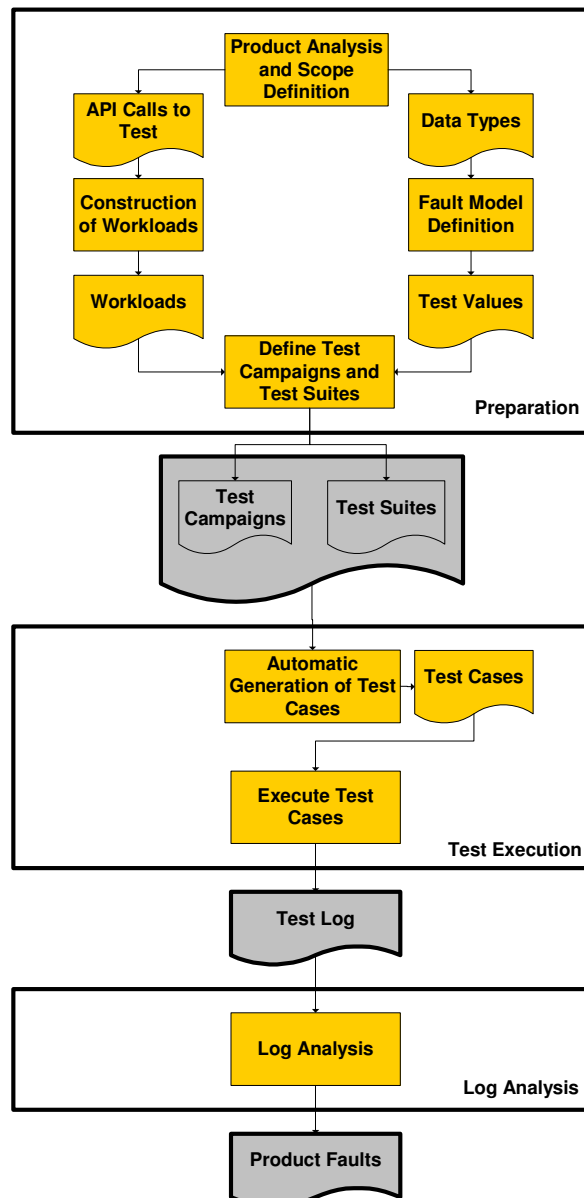 Product Analysis
and Scope
Definition
API Calls to
Test
Data Types
Construction
of Workloads
Fault Model
Definition
Workloads
Test Values
Define Test
Campaigns and
Test Suites
Preparation
Test
Campaigns
Test Suites
Automatic
Generation of Test
Cases
Test Cases
Execute Test
Cases
Test Execution
Test Log
Log Analysis
Log Analysis
Product Faults